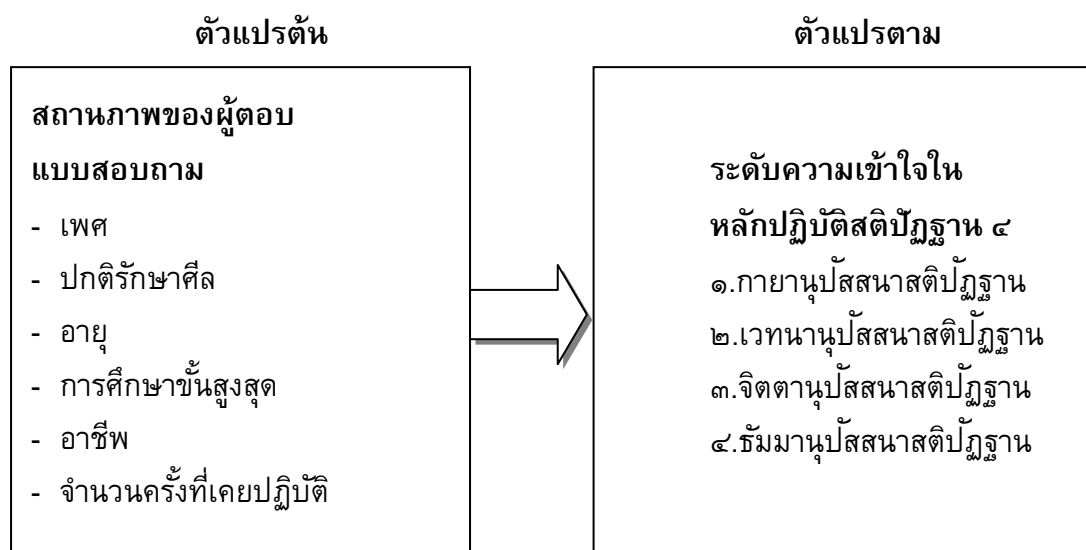 ตัวแปรต้น
สถานภาพของผู้ตอบ
แบบสอบถาม
- เพศ
- ปกติรักษาศีล
- อายุ
- การศึกษาขั้นสูงสุด
- อาชีพ
- จำนวนครั้งที่เคยปฏิบัติ
ตัวแปรตาม
ระดับความเข้าใจใน
หลักปฏิบัติสติปัฏฐาน ๔
๑.กายานุปัสสนาสติปัฏฐาน
๒.เวทนานุปัสสนาสติปัฏฐาน
๓.จิตตานุปัสสนาสติปัฏฐาน
๔.ธัมมานุปัสสนาสติปัฏฐาน